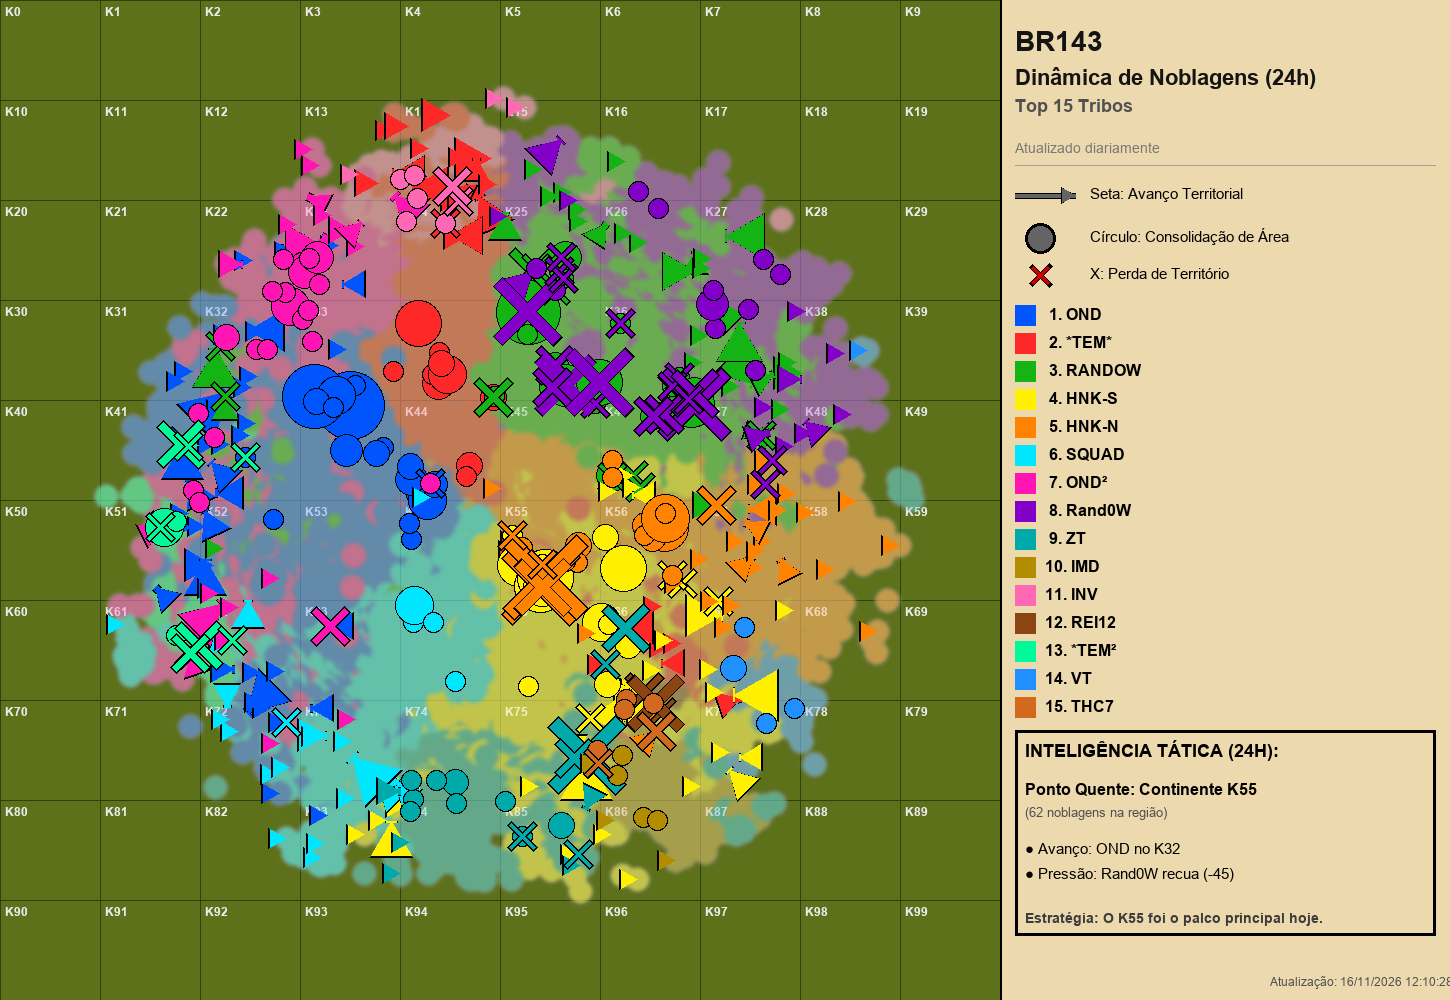 K0 K1 K2 K3 K4 K5 K6 K7 K8 K9
K10 K11 K12 K13 K16 K17 K18 K19
K20 K21 K22 K25 K26 K27 K28 K29
K30 K31 K32 K33 K38 K39
K40 K41 K44 K45 K48 K49
K50 K51 K52 K53 K55 K56 K58 K59
K60 K61 K68 K69
K70 K71 K72 K74 K75 K78 K79
K80 K81 K82 K85 K86 K87 K88 K89
K90 K91 K92 K93 K94 K95 K96 K97 K98 K99
BR143
Dinâmica de Noblagens (24h)
Top 15 Tribos
Atualizado diariamente
Seta: Avanço Territorial
Círculo: Consolidação de Área
X: Perda de Território
1. OND
2. *TEM*
3. RANDOW
4. HNK-S
5. HNK-N
6. SQUAD
7. OND²
8. Rand0W
9. ZT
10. IMD
11. INV
12. REI12
13. *TEM²
14. VT
15. THC7
INTELIGÊNCIA TÁTICA (24H):
Ponto Quente: Continente K55
(62 noblagens na região)
● Avanço: OND no K32
● Pressão: Rand0W recua (-45)
Estratégia: O K55 foi o palco principal hoje.
Atualização: 16/11/2026 12:10:28